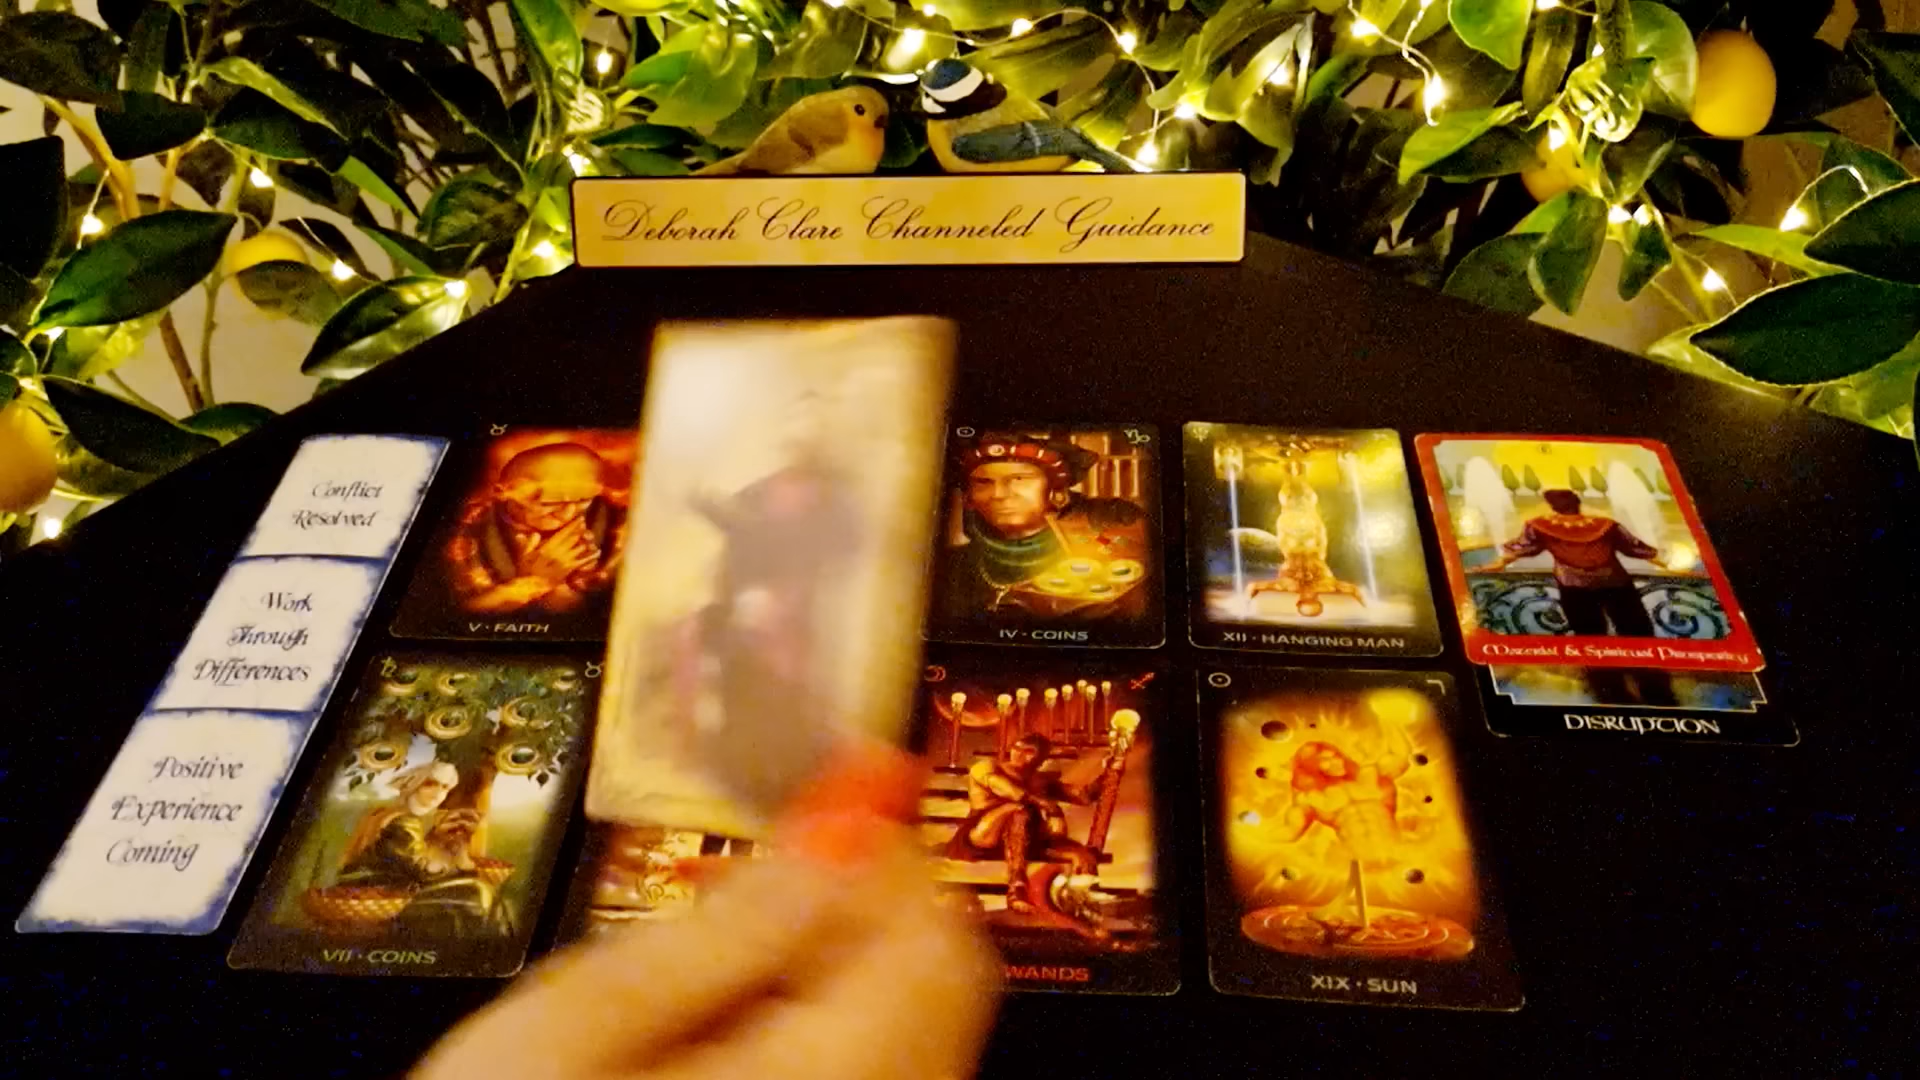 Deborah Clare Channeled Guidance
Conflict
Resolved
Work
Through
Differences
Positive
Experience
Coming
V · FAITH
IV · COINS
XII · HANGING MAN
Material & Spiritual Prosperity
DISRUPTION
VII · COINS
WANDS
XIX · SUN